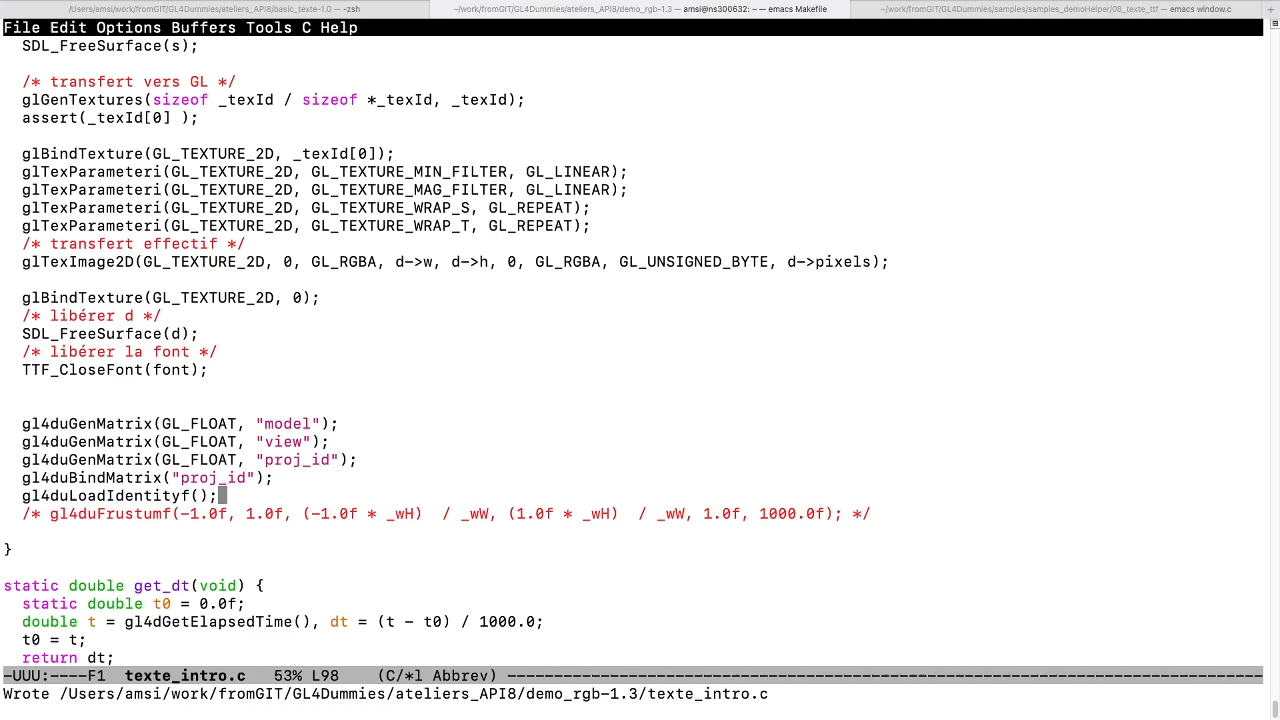 /Users/amsi/work/fromGIT/GL4Dummies/ateliers_API8/basic_texte-1.0 — -zsh
~/work/fromGIT/GL4Dummies/ateliers_API8/demo_rgb-1.3 — amsi@ns300632: ~ — emacs Makefile
~/work/fromGIT/GL4Dummies/samples/samples_demoHelper/08_texte_ttf — emacs window.c
+
File Edit Options Buffers Tools C Help
SDL_FreeSurface(s);
/* transfert vers GL */
glGenTextures(sizeof _texId / sizeof *_texId, _texId);
assert(_texId[0] );
glBindTexture(GL_TEXTURE_2D, _texId[0]);
glTexParameteri(GL_TEXTURE_2D, GL_TEXTURE_MIN_FILTER, GL_LINEAR);
glTexParameteri(GL_TEXTURE_2D, GL_TEXTURE_MAG_FILTER, GL_LINEAR);
glTexParameteri(GL_TEXTURE_2D, GL_TEXTURE_WRAP_S, GL_REPEAT);
glTexParameteri(GL_TEXTURE_2D, GL_TEXTURE_WRAP_T, GL_REPEAT);
/* transfert effectif */
glTexImage2D(GL_TEXTURE_2D, 0, GL_RGBA, d->w, d->h, 0, GL_RGBA, GL_UNSIGNED_BYTE, d->pixels);
glBindTexture(GL_TEXTURE_2D, 0);
/* libérer d */
SDL_FreeSurface(d);
/* libérer la font */
TTF_CloseFont(font);
gl4duGenMatrix(GL_FLOAT, "model");
gl4duGenMatrix(GL_FLOAT, "view");
gl4duGenMatrix(GL_FLOAT, "proj_id");
gl4duBindMatrix("proj_id");
gl4duLoadIdentityf();
/* gl4duFrustumf(-1.0f, 1.0f, (-1.0f * _wH)  / _wW, (1.0f * _wH)  / _wW, 1.0f, 1000.0f); */
}
static double get_dt(void) {
static double t0 = 0.0f;
double t = gl4dGetElapsedTime(), dt = (t - t0) / 1000.0;
t0 = t;
return dt;
-UUU:----F1  texte_intro.c   53% L98    (C/*l Abbrev) ----------------------------------------------------------------------------------
Wrote /Users/amsi/work/fromGIT/GL4Dummies/ateliers_API8/demo_rgb-1.3/texte_intro.c